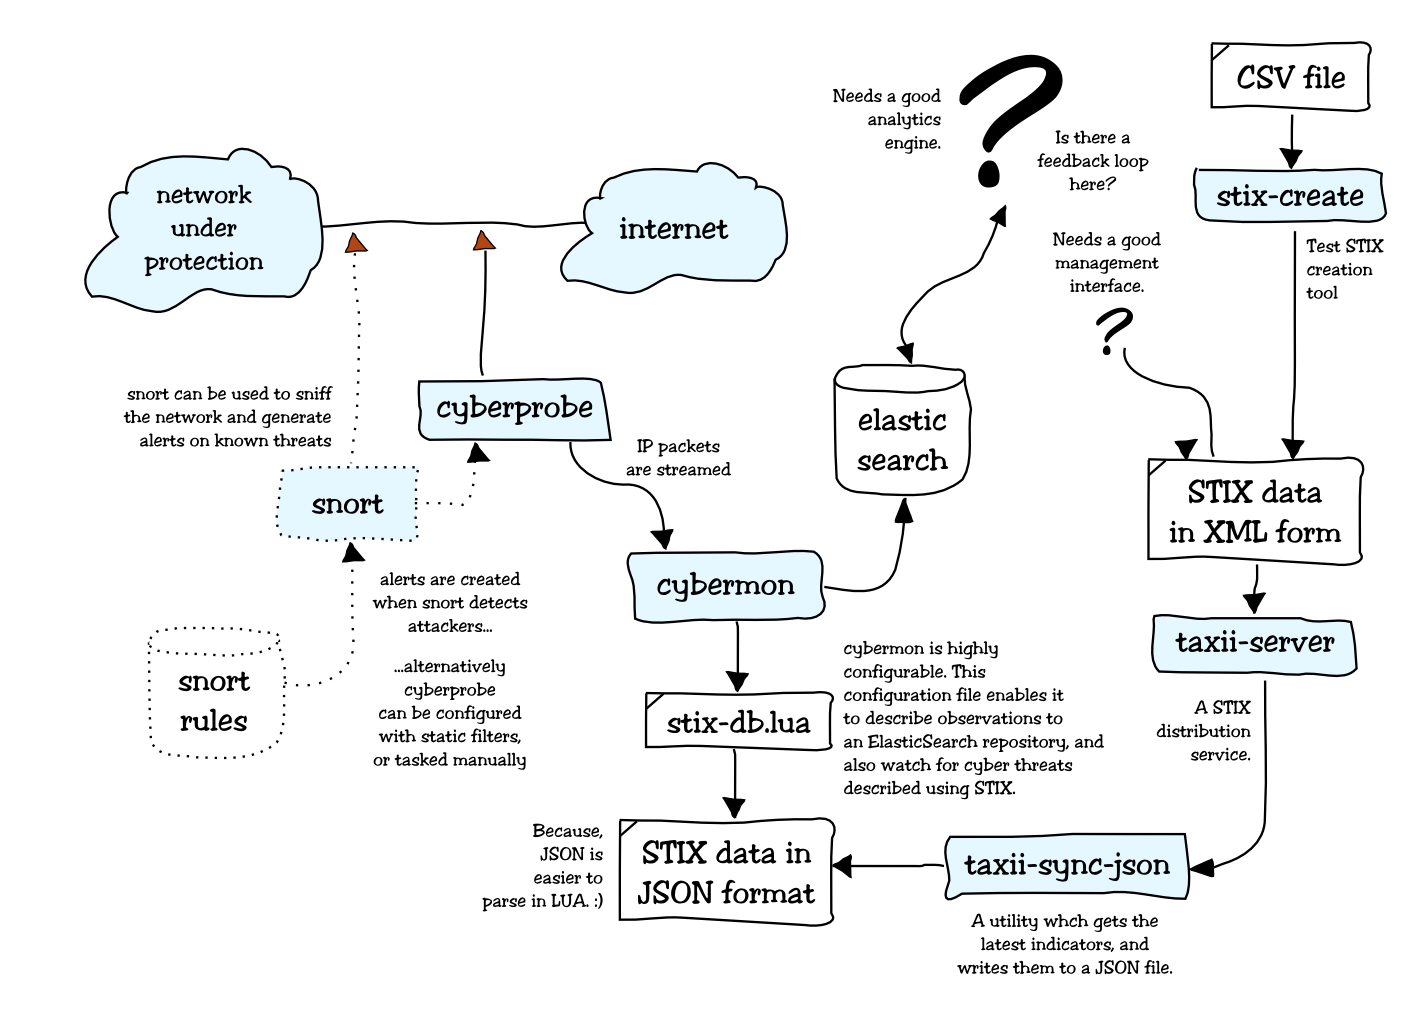 CSV file
Needs a good
analytics
engine.
Is there a
feedback loop
here?
stix-create
network
under
protection
internet
Needs a good
management
interface.
Test STIX
creation
tool
snort can be used to sniff
the network and generate
alerts on known threats
cyberprobe
IP packets
are streamed
elastic
search
STIX data
in XML form
snort
cybermon
alerts are created
when snort detects
attackers...
...alternatively
cyberprobe
can be configured
with static filters,
or tasked manually
snort
rules
taxii-server
cybermon is highly
configurable. This
configuration file enables it
to describe observations to
an ElasticSearch repository, and
also watch for cyber threats
described using STIX.
stix-db.lua
A STIX
distribution
service.
Because,
JSON is
easier to
parse in LUA. :)
STIX data in
JSON format
taxii-sync-json
A utility whch gets the
latest indicators, and
writes them to a JSON file.